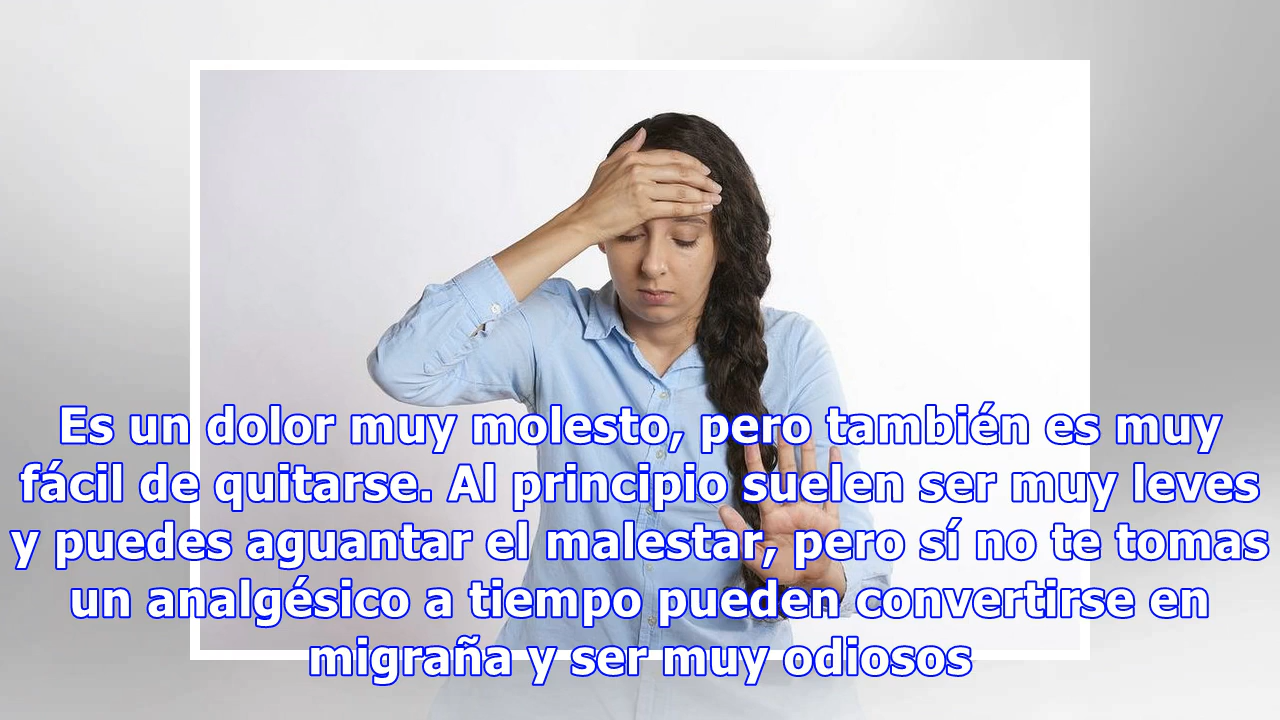 Es un dolor muy molesto, pero también es muy
fácil de quitarse. Al principio suelen ser muy leves
y puedes aguantar el malestar, pero sí no te tomas
un analgésico a tiempo pueden convertirse en
migraña y ser muy odiosos